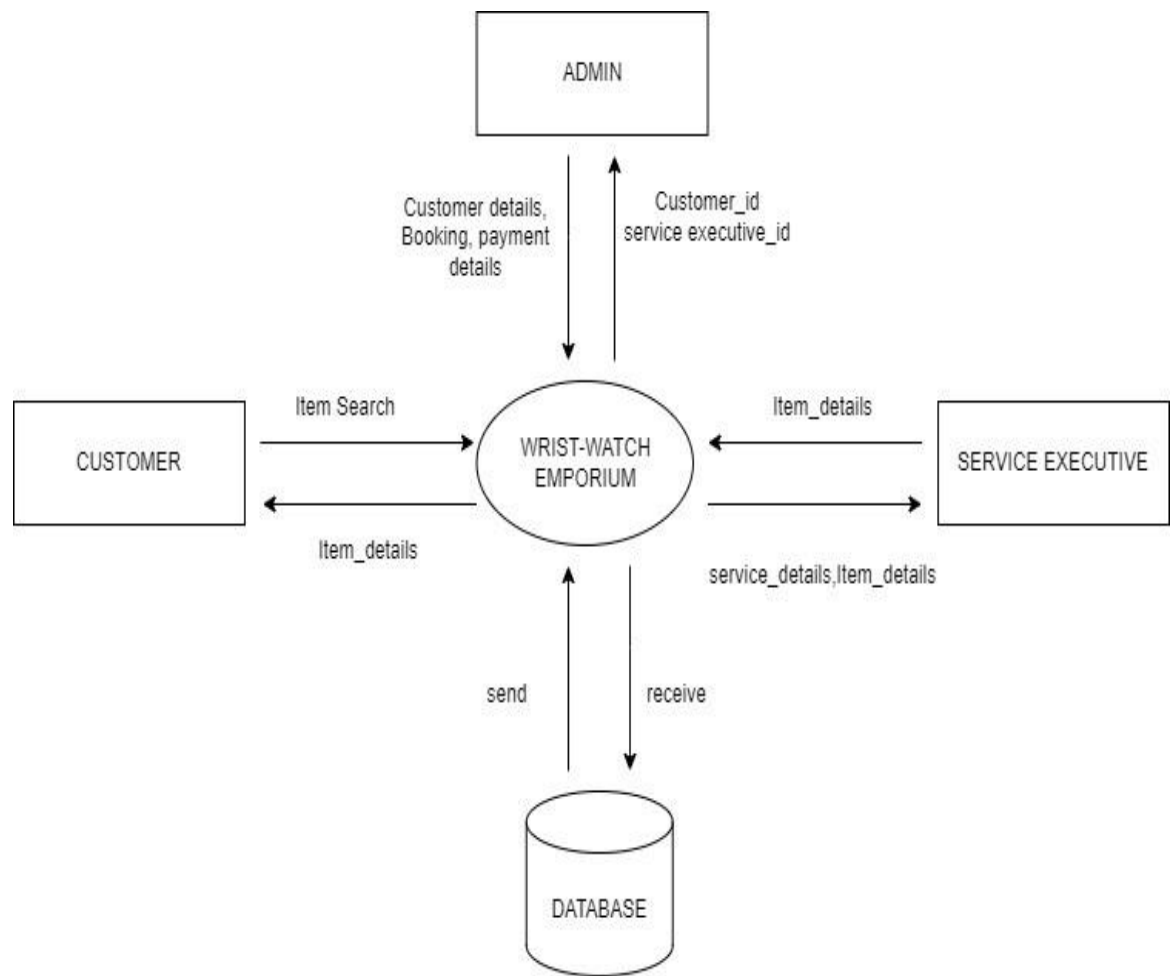 ADMIN
Customer details,
Booking, payment
details
Customer_id
service executive_id
CUSTOMER
Item Search
Item_details
WRIST-WATCH
EMPORIUM
Item_details
service_details,Item_details
SERVICE EXECUTIVE
send
receive
DATABASE